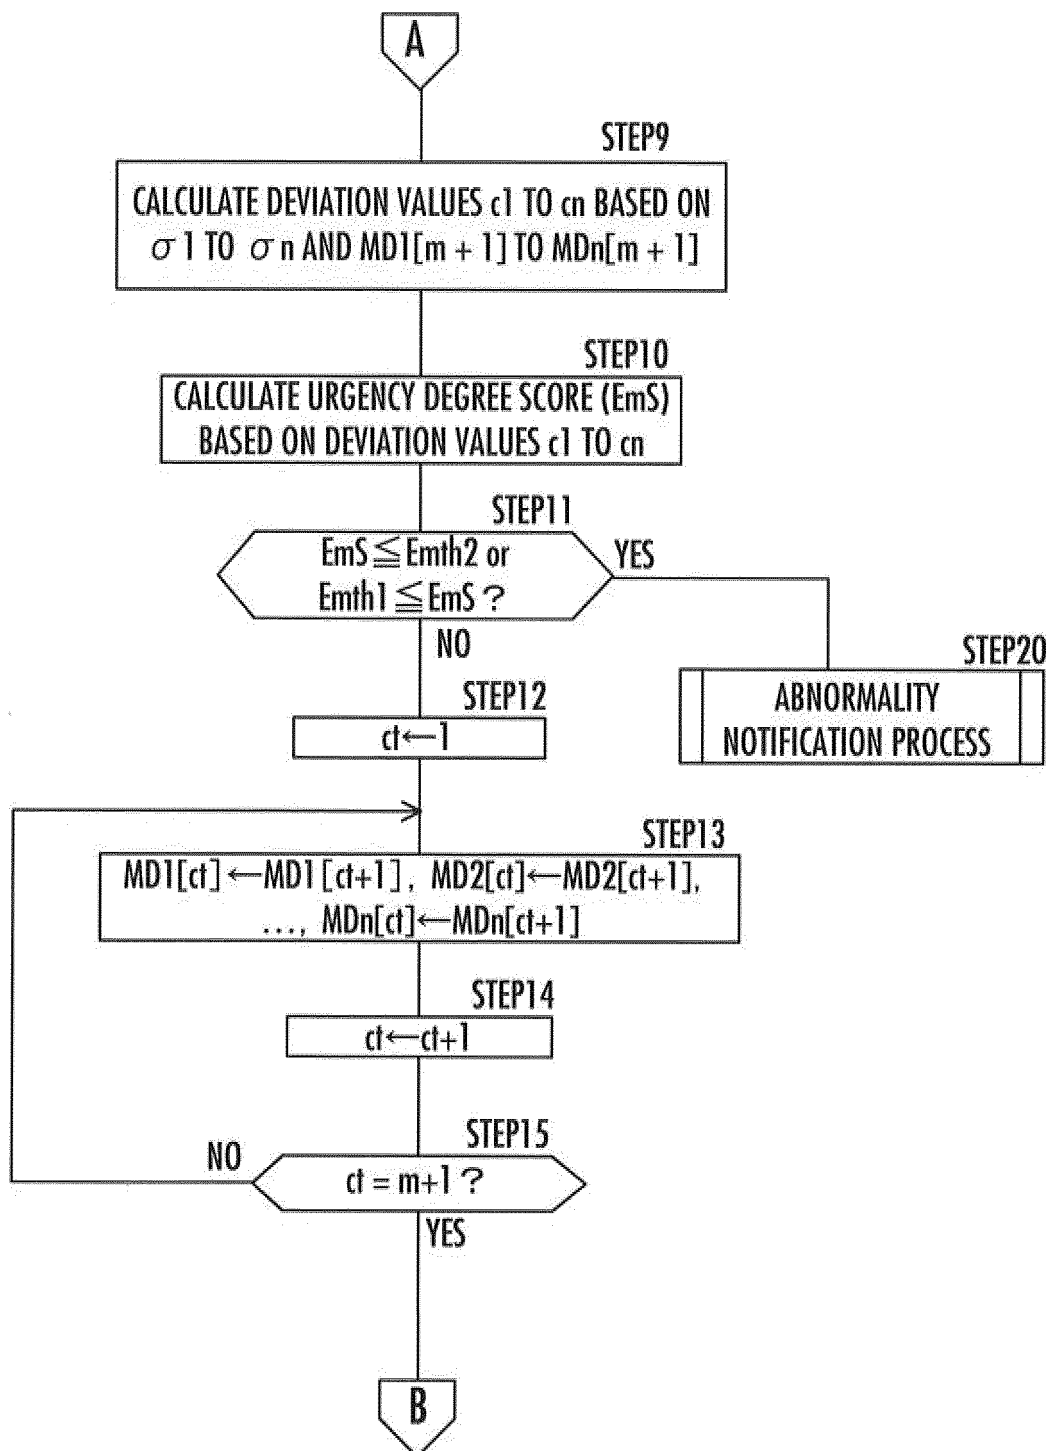 A
STEP9
CALCULATE DEVIATION VALUES c1 TO cn BASED ON
σ1 TO σn AND MD1[m + 1] TO MDn[m + 1]
STEP10
CALCULATE URGENCY DEGREE SCORE (EmS)
BASED ON DEVIATION VALUES c1 TO cn
STEP11
EmS ≦ Emth2 or
Emth1 ≦ EmS ?
YES
NO
STEP20
ABNORMALITY
NOTIFICATION PROCESS
STEP12
ct←1
STEP13
MD1[ct]←MD1[ct+1], MD2[ct]←MD2[ct+1],
..., MDn[ct]←MDn[ct+1]
STEP14
ct←ct+1
STEP15
NO
ct = m+1 ?
YES
B